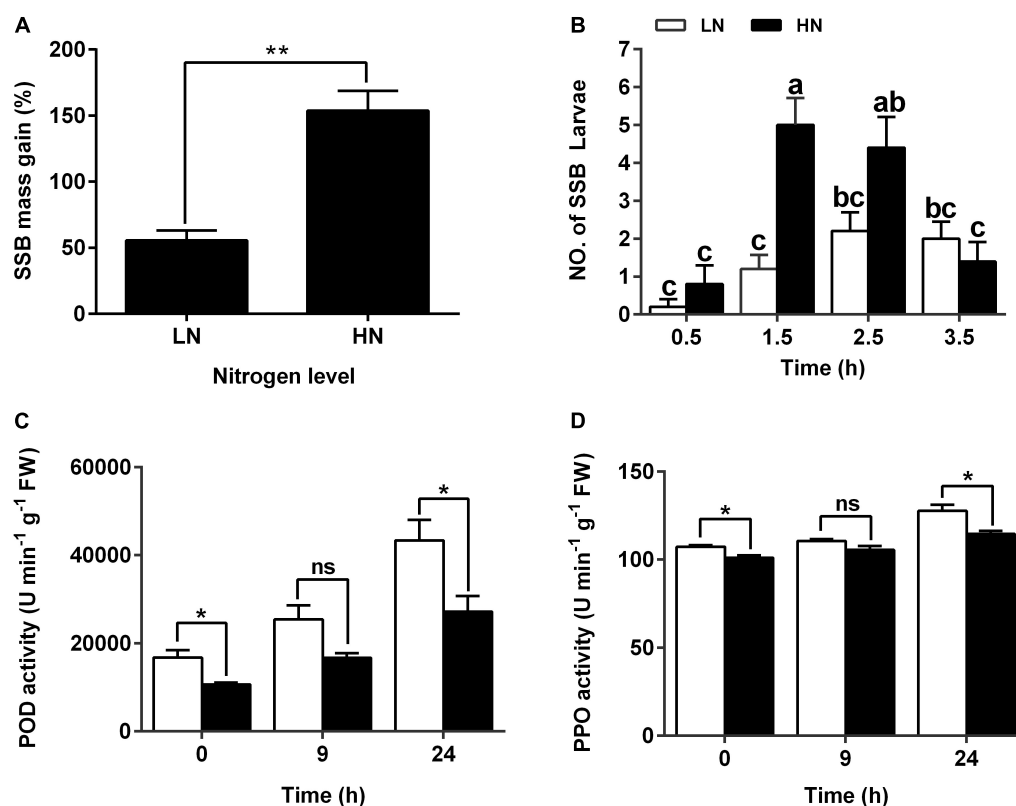 A
SSB mass gain (%)
200
150
100
50
0
**
LN HN
Nitrogen level
B
LN HN
NO. of SSB Larvae
7
6
5
4
3
2
1
0
c c c a bc ab bc c
0.5 1.5 2.5 3.5
Time (h)
C
POD activity (U min⁻¹ g⁻¹ FW)
60000
40000
20000
0
* ns *
0 9 24
Time (h)
D
PPO activity (U min⁻¹ g⁻¹ FW)
150
100
50
0
* ns *
0 9 24
Time (h)